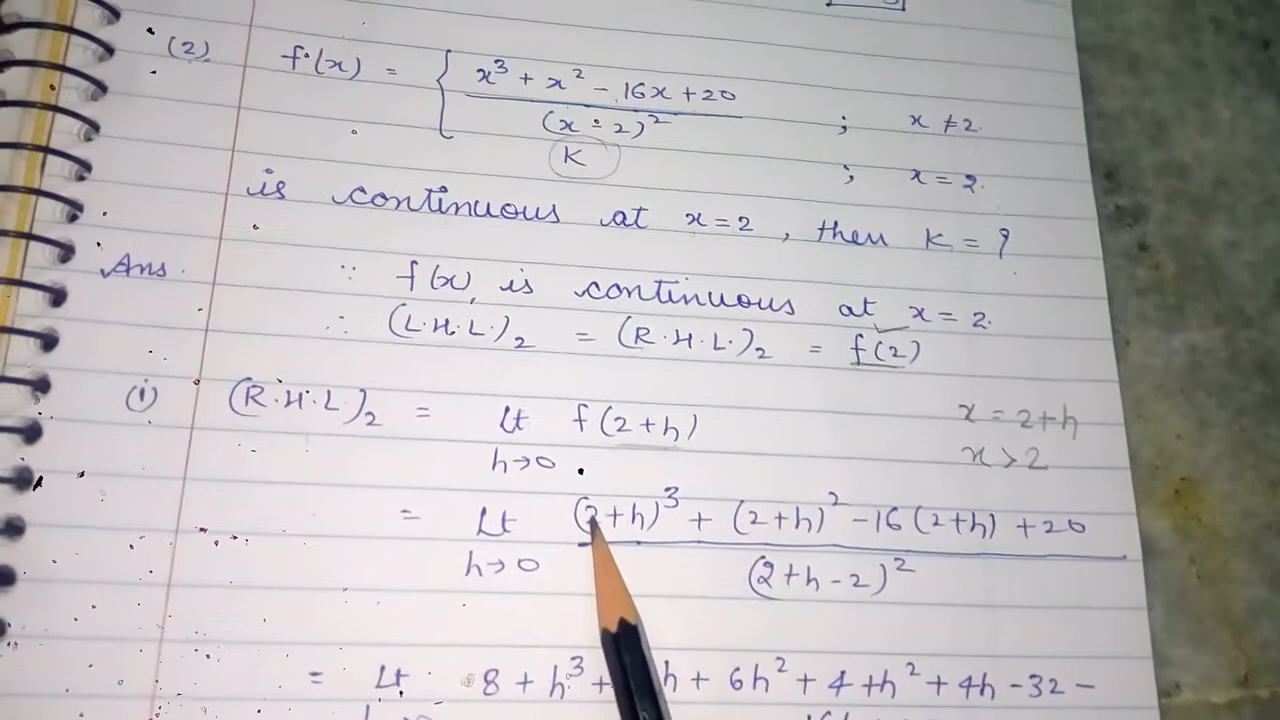 (2) f(x) = { x³ + x² - 16x + 20 ; x ≠ 2
(x - 2)²
K ; x = 2.
is continuous at x = 2, then K = ?
Ans. ∵ f(x) is continuous at x = 2.
∴ (L.H.L.)₂ = (R.H.L.)₂ = f(2)
(i) (R.H.L)₂ = Lt f(2+h) x = 2+h
h→0 x>2
= Lt (2+h)³ + (2+h)² - 16(2+h) + 20
h→0 (2+h-2)²
= Lt 8 + h³ + h + 6h² + 4 + h² + 4h - 32 -